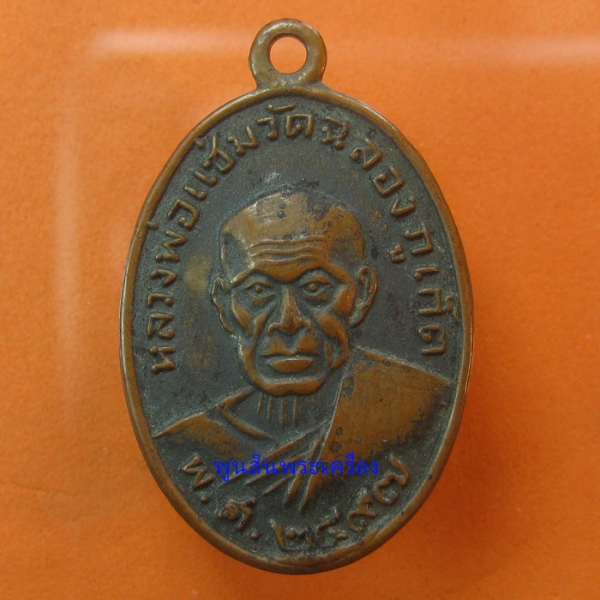 หลวงพ่อแช่มวัดฉลองภูเก็ต
พูนสินพระเครื่อง
พ.ศ.๒๔๙๗